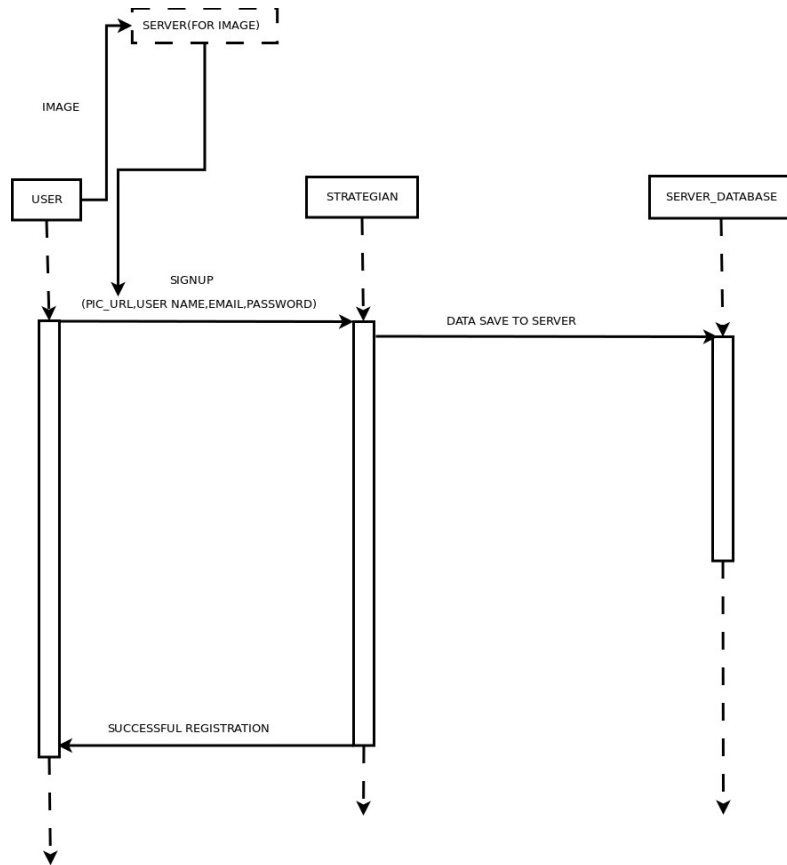 SERVER(FOR IMAGE)
IMAGE
USER
STRATEGIAN
SERVER_DATABASE
SIGNUP
(PIC_URL,USER NAME,EMAIL,PASSWORD)
DATA SAVE TO SERVER
SUCCESSFUL REGISTRATION